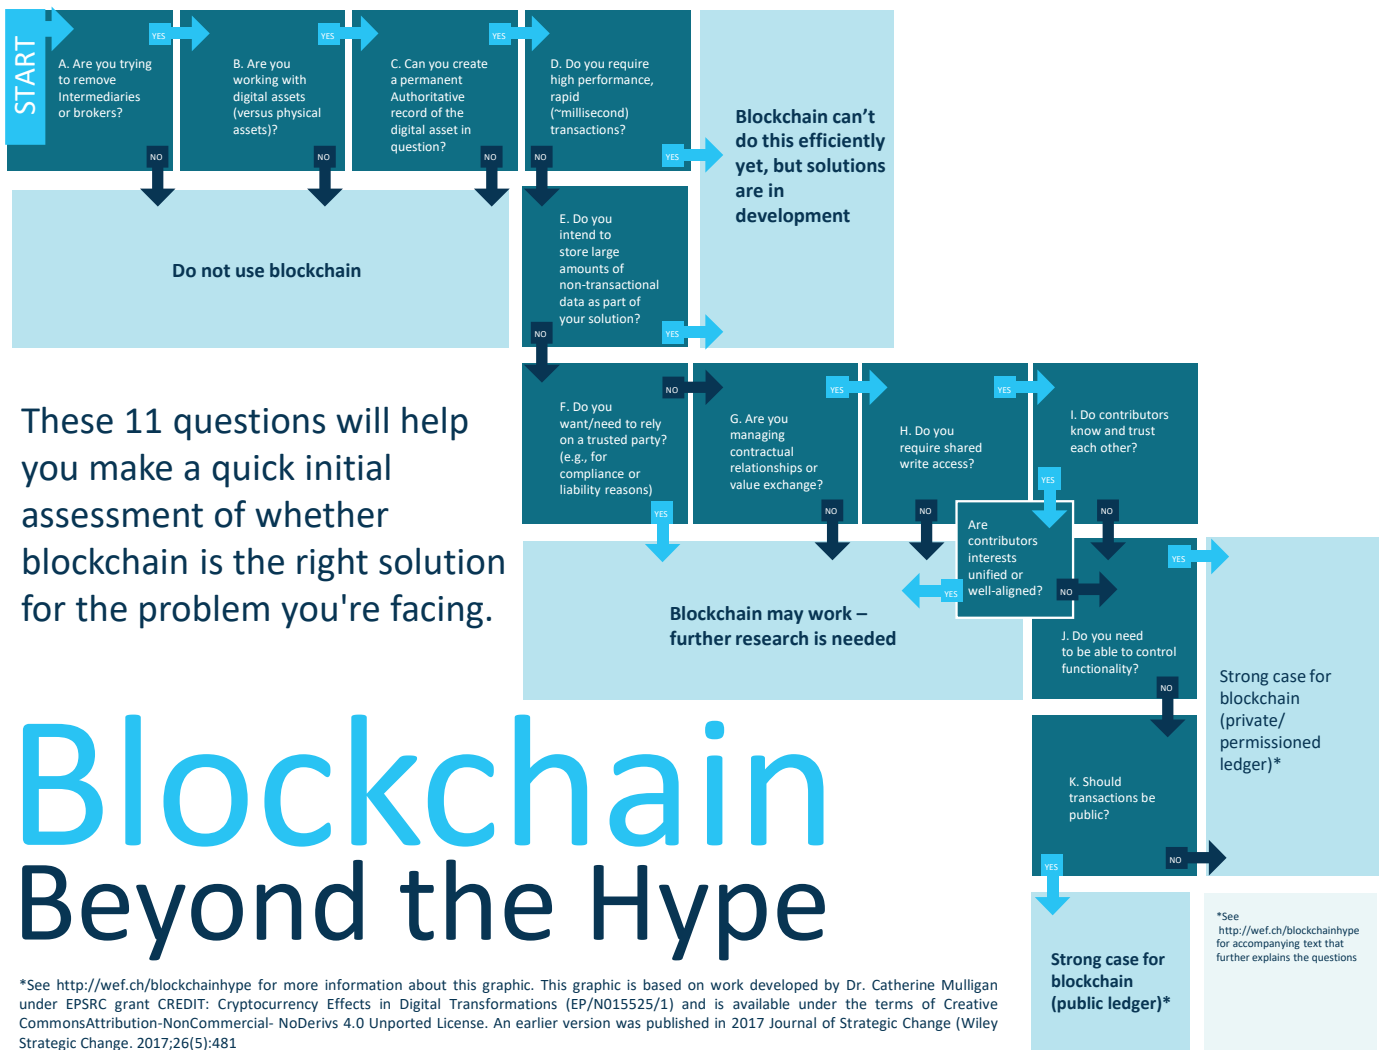 START
A. Are you trying
to remove
Intermediaries
or brokers?
YES
NO
B. Are you
working with
digital assets
(versus physical
assets)?
YES
NO
C. Can you create
a permanent
Authoritative
record of the
digital asset in
question?
YES
NO
D. Do you require
high performance,
rapid
(~millisecond)
transactions?
YES
NO
Blockchain can’t
do this efficiently
yet, but solutions
are in
development
Do not use blockchain
E. Do you
intend to
store large
amounts of
non-transactional
data as part of
your solution?
YES
NO
F. Do you
want/need to rely
on a trusted party?
(e.g., for
compliance or
liability reasons)
NO
YES
G. Are you
managing
contractual
relationships or
value exchange?
YES
NO
H. Do you
require shared
write access?
YES
NO
I. Do contributors
know and trust
each other?
YES
NO
Are
contributors
interests
unified or
well-aligned?
YES
NO
Blockchain may work –
further research is needed
J. Do you need
to be able to control
functionality?
YES
NO
Strong case for
blockchain
(private/
permissioned
ledger)*
K. Should
transactions be
public?
YES
NO
Strong case for
blockchain
(public ledger)*
*See
http://wef.ch/blockchainhype
for accompanying text that
further explains the questions
These 11 questions will help
you make a quick initial
assessment of whether
blockchain is the right solution
for the problem you're facing.
Blockchain
Beyond the Hype
*See http://wef.ch/blockchainhype for more information about this graphic. This graphic is based on work developed by Dr. Catherine Mulligan
under EPSRC grant CREDIT: Cryptocurrency Effects in Digital Transformations (EP/N015525/1) and is available under the terms of Creative
CommonsAttribution-NonCommercial- NoDerivs 4.0 Unported License. An earlier version was published in 2017 Journal of Strategic Change (Wiley
Strategic Change. 2017;26(5):481